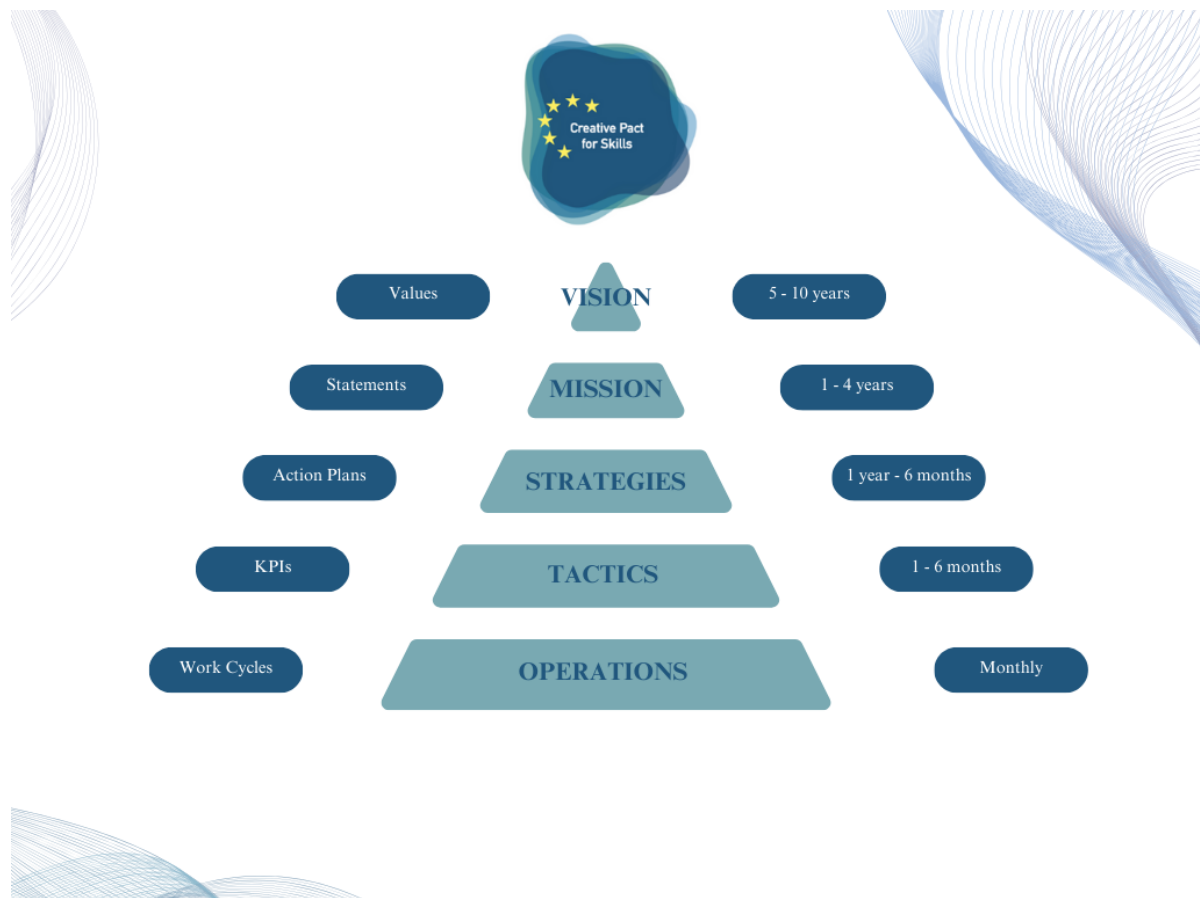 Creative Pact
for Skills
Values VISION 5 - 10 years
Statements MISSION 1 - 4 years
Action Plans STRATEGIES 1 year - 6 months
KPIs TACTICS 1 - 6 months
Work Cycles OPERATIONS Monthly